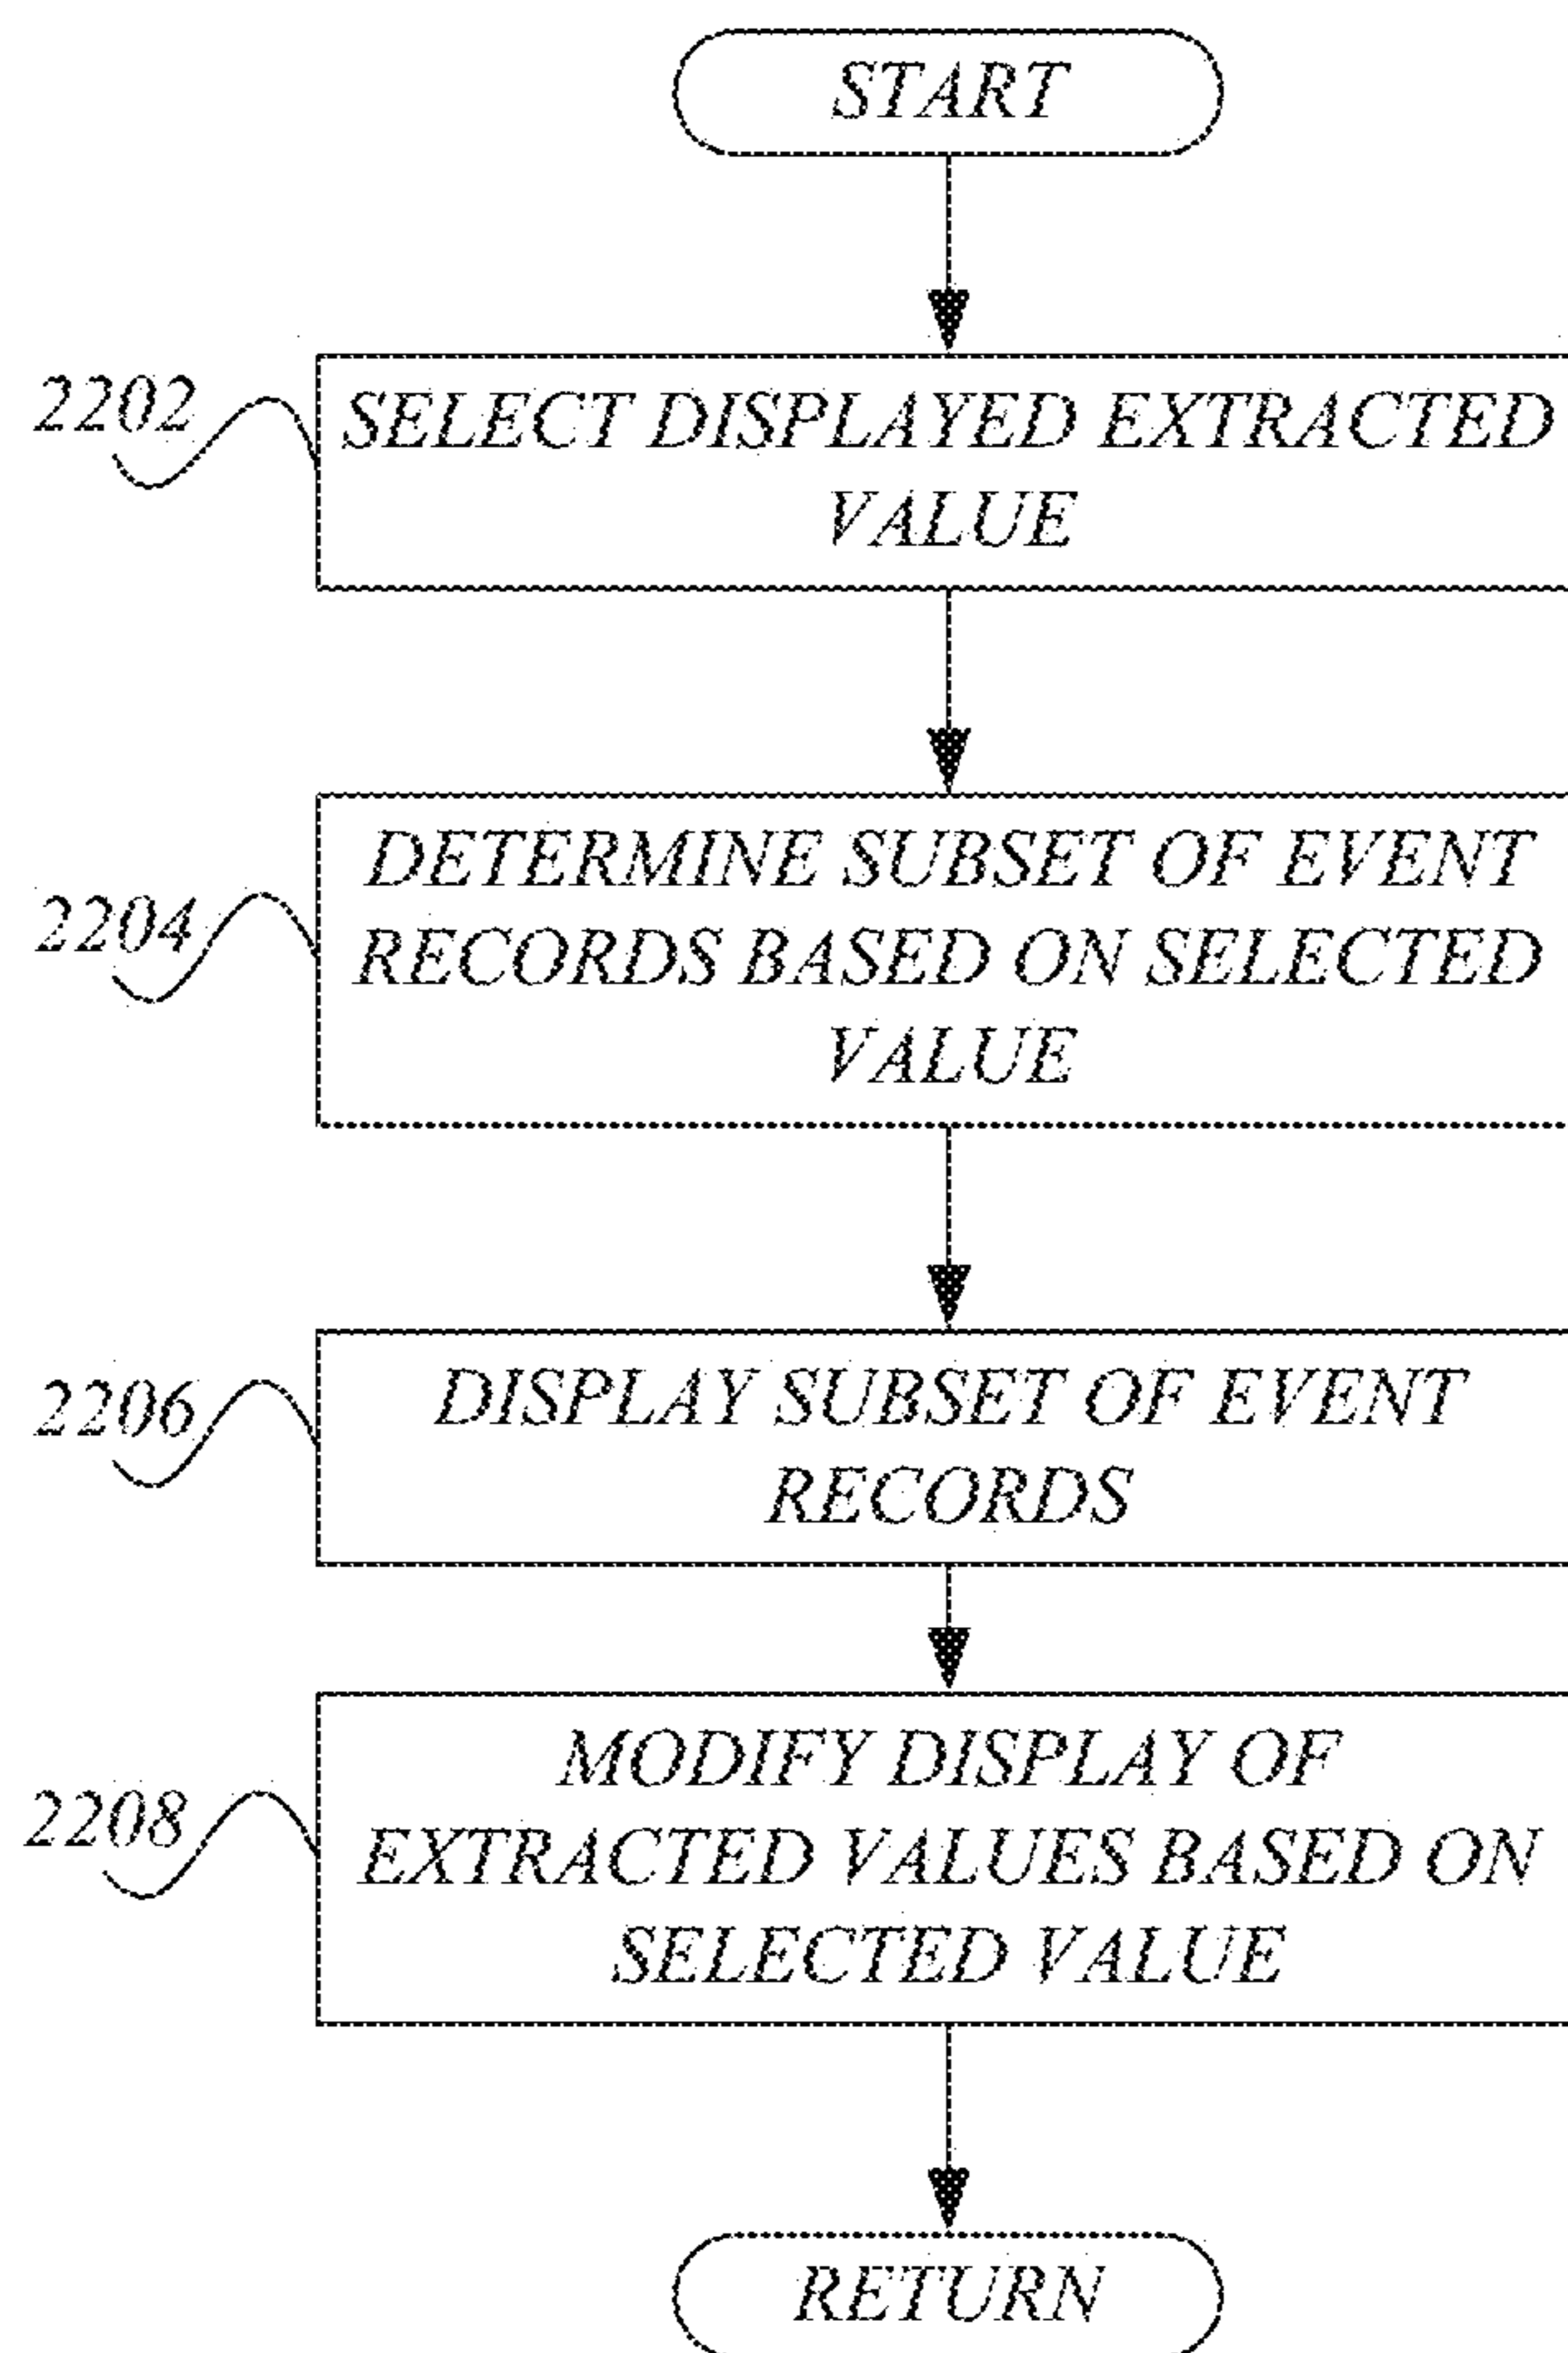 START
2202
SELECT DISPLAYED EXTRACTED
VALUE
2204
DETERMINE SUBSET OF EVENT
RECORDS BASED ON SELECTED
VALUE
2206
DISPLAY SUBSET OF EVENT
RECORDS
2208
MODIFY DISPLAY OF
EXTRACTED VALUES BASED ON
SELECTED VALUE
RETURN